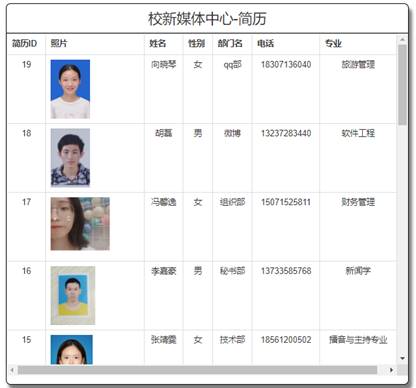 校新媒体中心-简历
简历ID 照片 姓名 性别 部门名 电话 专业
19 向晓琴 女 qq部 18307136040 旅游管理
18 胡磊 男 微博 13237283440 软件工程
17 冯馨逸 女 组织部 15071525811 财务管理
16 李嘉豪 男 秘书部 13733585768 新闻学
15 张靖霞 女 技术部 18561200502 播音与主持专业